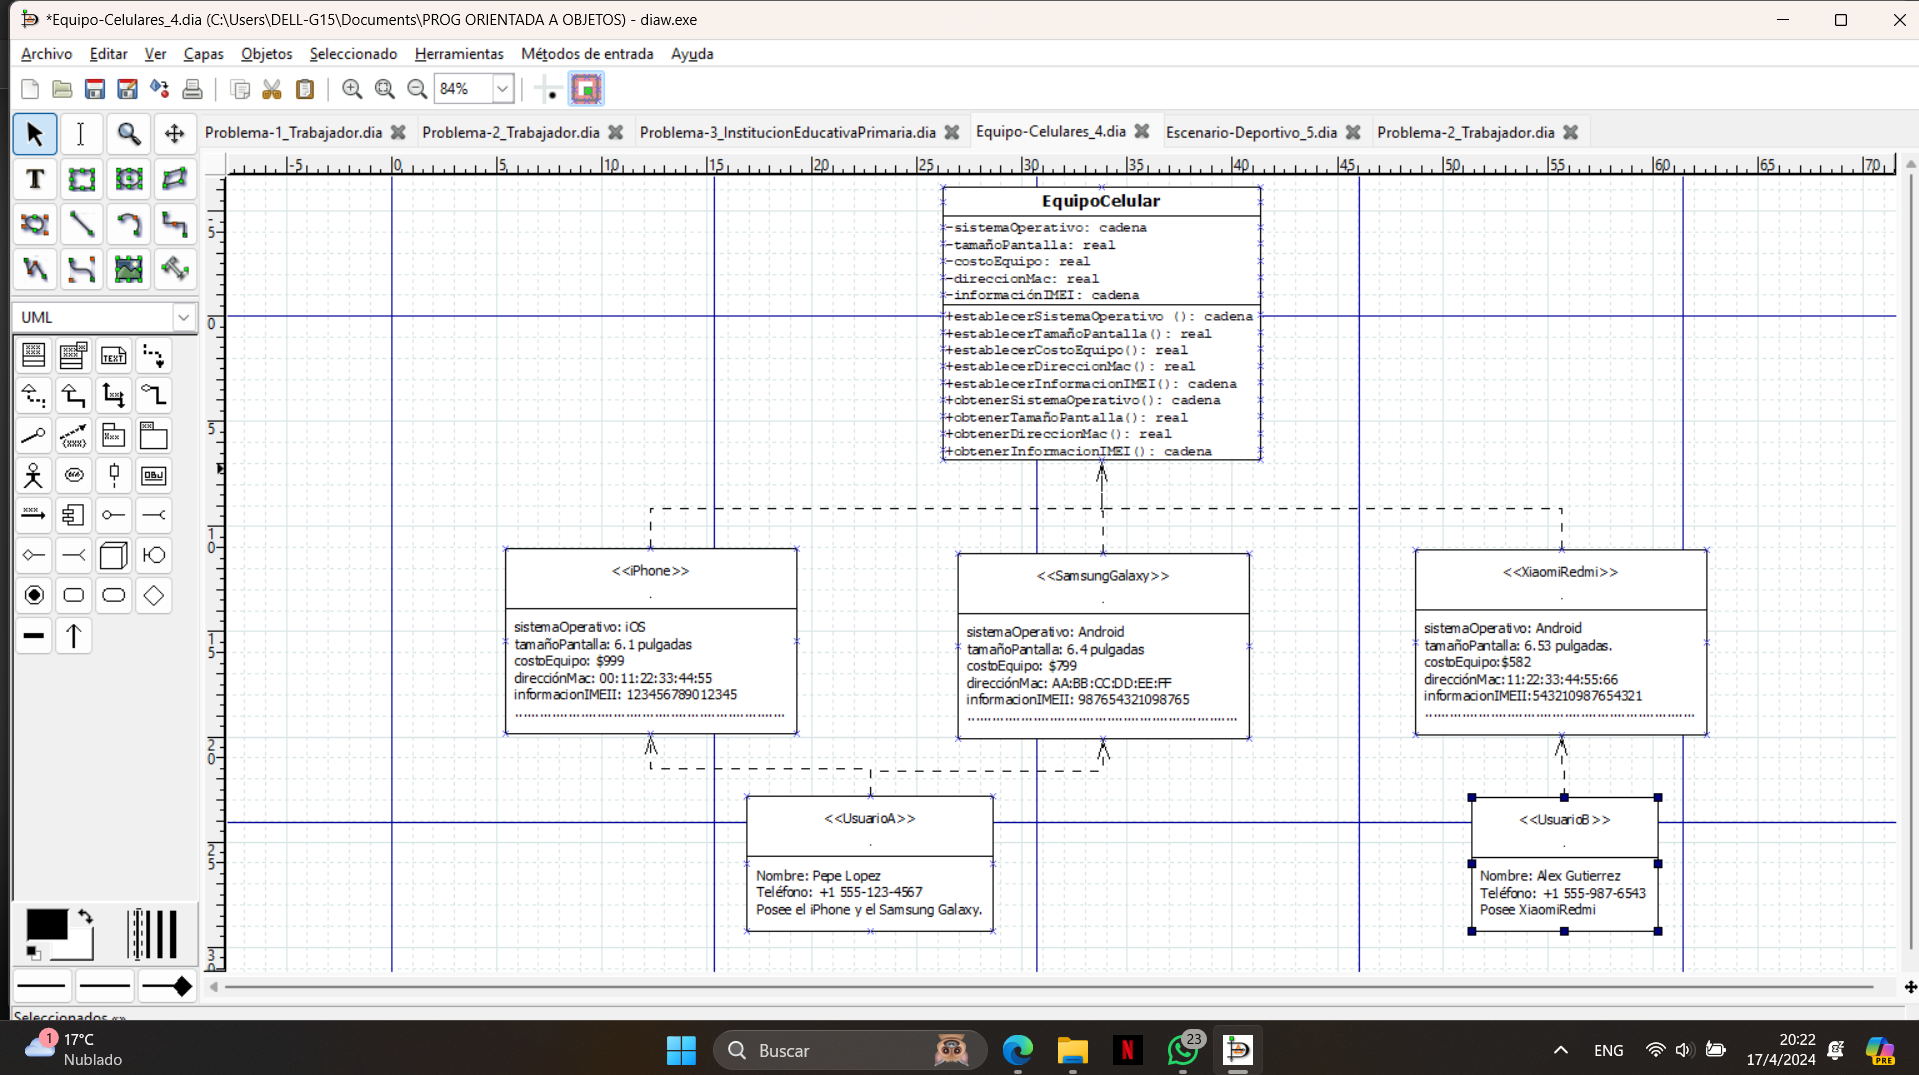 *Equipo-Celulares_4.dia (C:\Users\DELL-G15\Documents\PROG ORIENTADA A OBJETOS) - diaw.exe
Archivo Editar Ver Capas Objetos Seleccionado Herramientas Métodos de entrada Ayuda
84%
Problema-1_Trabajador.dia Problema-2_Trabajador.dia Problema-3_InstitucionEducativaPrimaria.dia Equipo-Celulares_4.dia Escenario-Deportivo_5.dia Problema-2_Trabajador.dia
-5 0 5 10 15 20 25 30 35 40 45 50 55 60 65 70
T
UML
EquipoCelular
-sistemaOperativo: cadena
-tamañoPantalla: real
-costoEquipo: real
-direccionMac: real
-informaciónIMEI: cadena
+establecerSistemaOperativo (): cadena
+establecerTamañoPantalla(): real
+establecerCostoEquipo(): real
+establecerDireccionMac(): real
+establecerInformacionIMEI(): cadena
+obtenerSistemaOperativo(): cadena
+obtenerTamañoPantalla(): real
+obtenerDireccionMac(): real
+obtenerInformacionIMEI(): cadena
<<iPhone>>
.
sistemaOperativo: iOS
tamañoPantalla: 6.1 pulgadas
costoEquipo: $999
direcciónMac: 00:11:22:33:44:55
informacionIMEII: 123456789012345
<<SamsungGalaxy>>
.
sistemaOperativo: Android
tamañoPantalla: 6.4 pulgadas
costoEquipo: $799
direcciónMac: AA:BB:CC:DD:EE:FF
informacionIMEII: 987654321098765
<<XiaomiRedmi>>
.
sistemaOperativo: Android
tamañoPantalla: 6.53 pulgadas.
costoEquipo:$582
direcciónMac:11:22:33:44:55:66
informacionIMEII:543210987654321
<<UsuarioA>>
.
Nombre: Pepe Lopez
Teléfono: +1 555-123-4567
Posee el iPhone y el Samsung Galaxy.
<<UsuarioB>>
.
Nombre: Alex Gutierrez
Teléfono: +1 555-987-6543
Posee XiaomiRedmi
Seleccionados
1
17°C
Nublado
Buscar
N
23
ENG
20:22
17/4/2024
PRE